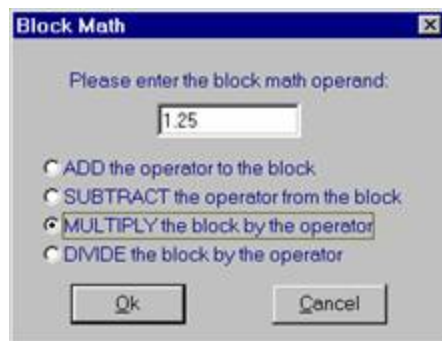 Block Math
Please enter the block math operand:
1.25
ADD the operator to the block
SUBTRACT the operator from the block
MULTIPLY the block by the operator
DIVIDE the block by the operator
Ok Cancel